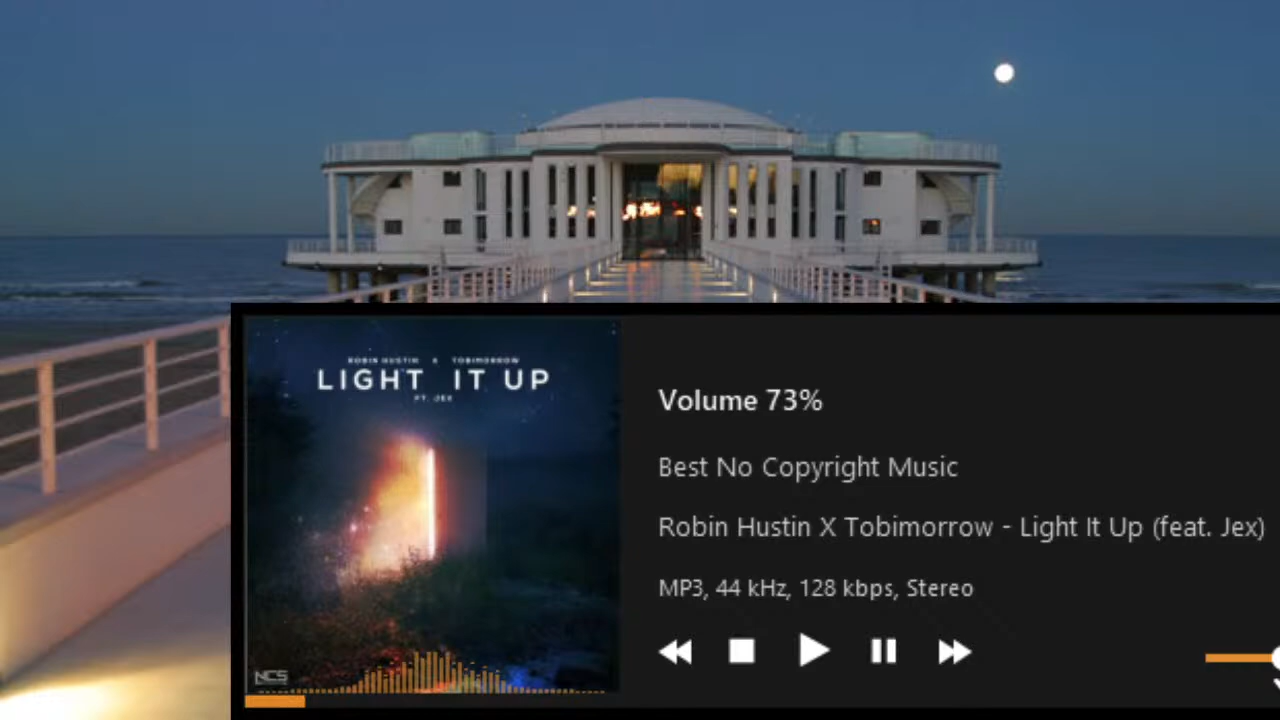 ROBIN HUSTIN X TOBIMORROW
LIGHT IT UP
FT. JEX
NCS
Volume 73%
Best No Copyright Music
Robin Hustin X Tobimorrow - Light It Up (feat. Jex)
MP3, 44 kHz, 128 kbps, Stereo